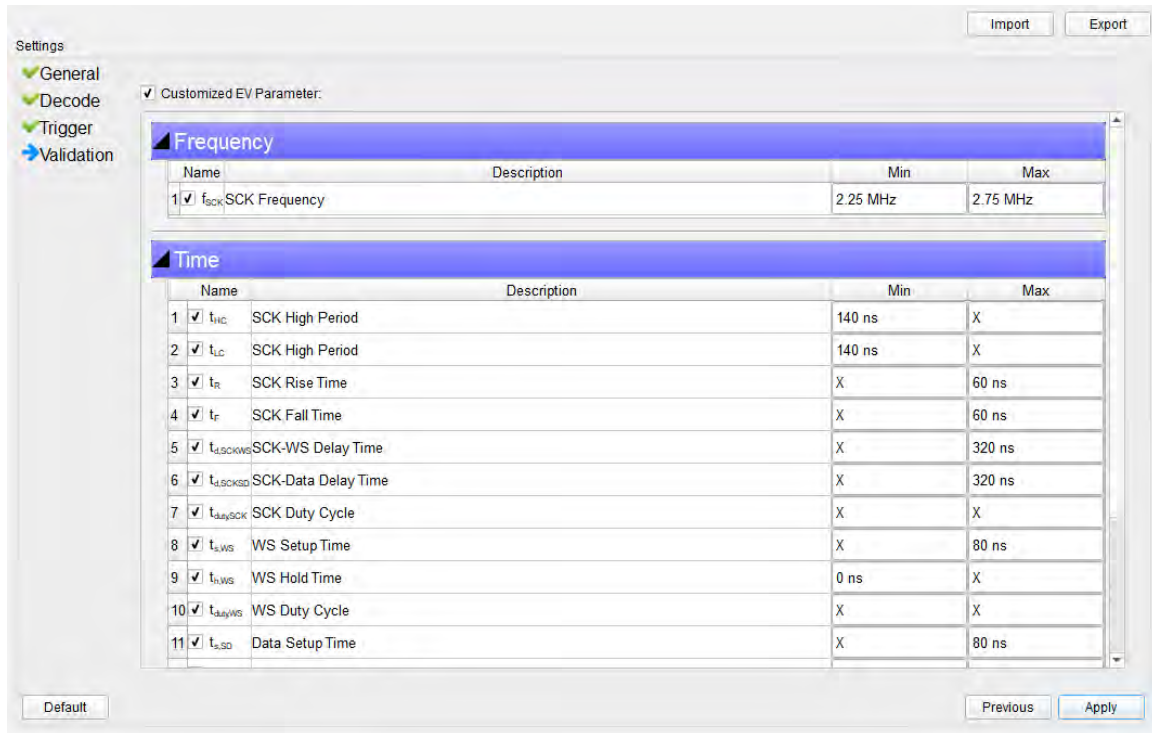 Import Export
Settings
General
Decode
Trigger
Validation
Customized EV Parameter:
Frequency
Name Description Min Max
1 fSCK SCK Frequency 2.25 MHz 2.75 MHz
Time
Name Description Min Max
1 tHC SCK High Period 140 ns X
2 tLC SCK High Period 140 ns X
3 tR SCK Rise Time X 60 ns
4 tF SCK Fall Time X 60 ns
5 td,SCKWS SCK-WS Delay Time X 320 ns
6 td,SCKSD SCK-Data Delay Time X 320 ns
7 tdutySCK SCK Duty Cycle X X
8 ts,WS WS Setup Time X 80 ns
9 th,WS WS Hold Time 0 ns X
10 tdutyWS WS Duty Cycle X X
11 ts,SD Data Setup Time X 80 ns
Default Previous Apply